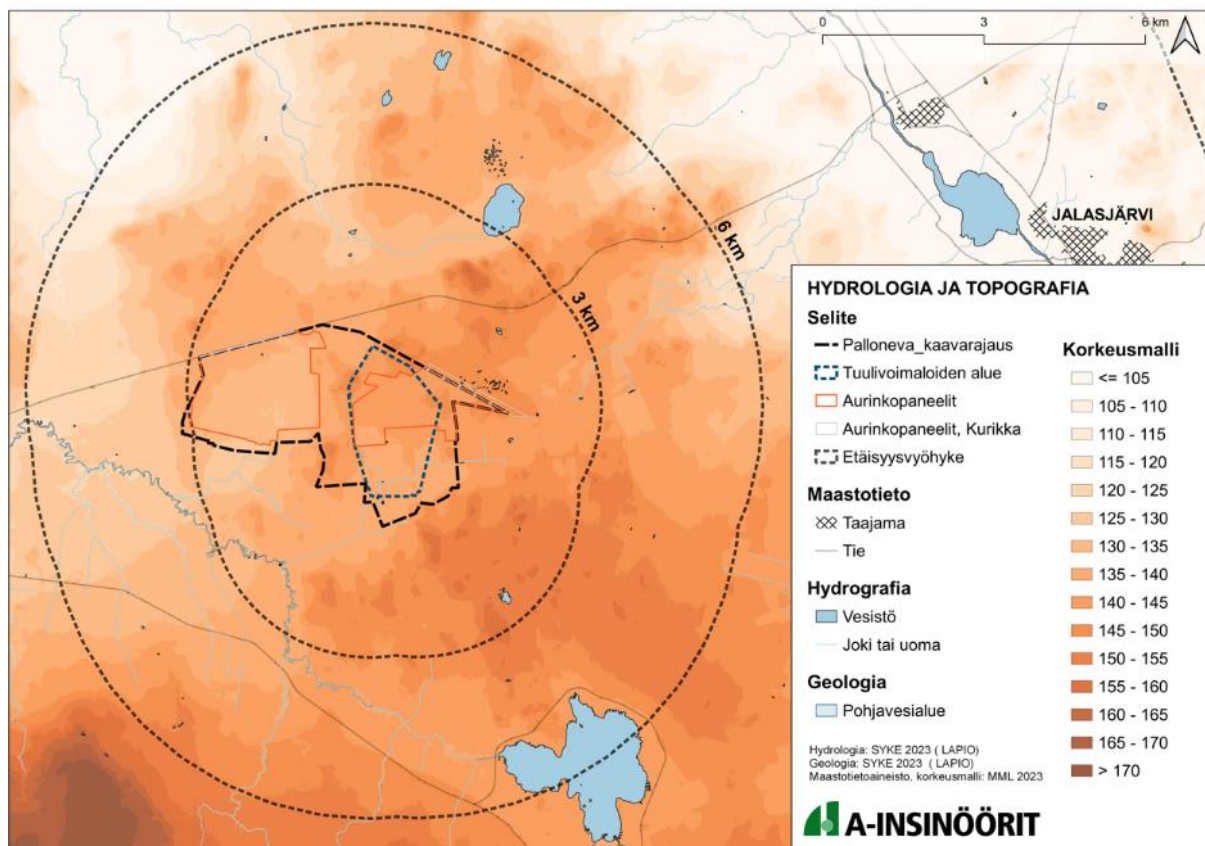 0 3 6 km
JALASJÄRVI
6 km
3 km
HYDROLOGIA JA TOPOGRAFIA
Selite
Palloneva_kaavarajaus
Tuulivoimaloiden alue
Aurinkopaneelit
Aurinkopaneelit, Kurikka
Etäisyysvyöhyke
Maastotieto
Taajama
Tie
Hydrografia
Vesistö
Joki tai uoma
Geologia
Pohjavesialue
Korkeusmalli
<= 105
105 - 110
110 - 115
115 - 120
120 - 125
125 - 130
130 - 135
135 - 140
140 - 145
145 - 150
150 - 155
155 - 160
160 - 165
165 - 170
> 170
Hydrologia: SYKE 2023 ( LAPIO)
Geologia: SYKE 2023 ( LAPIO)
Maastotietoaineisto, korkeusmalli: MML 2023
A-INSINÖÖRIT